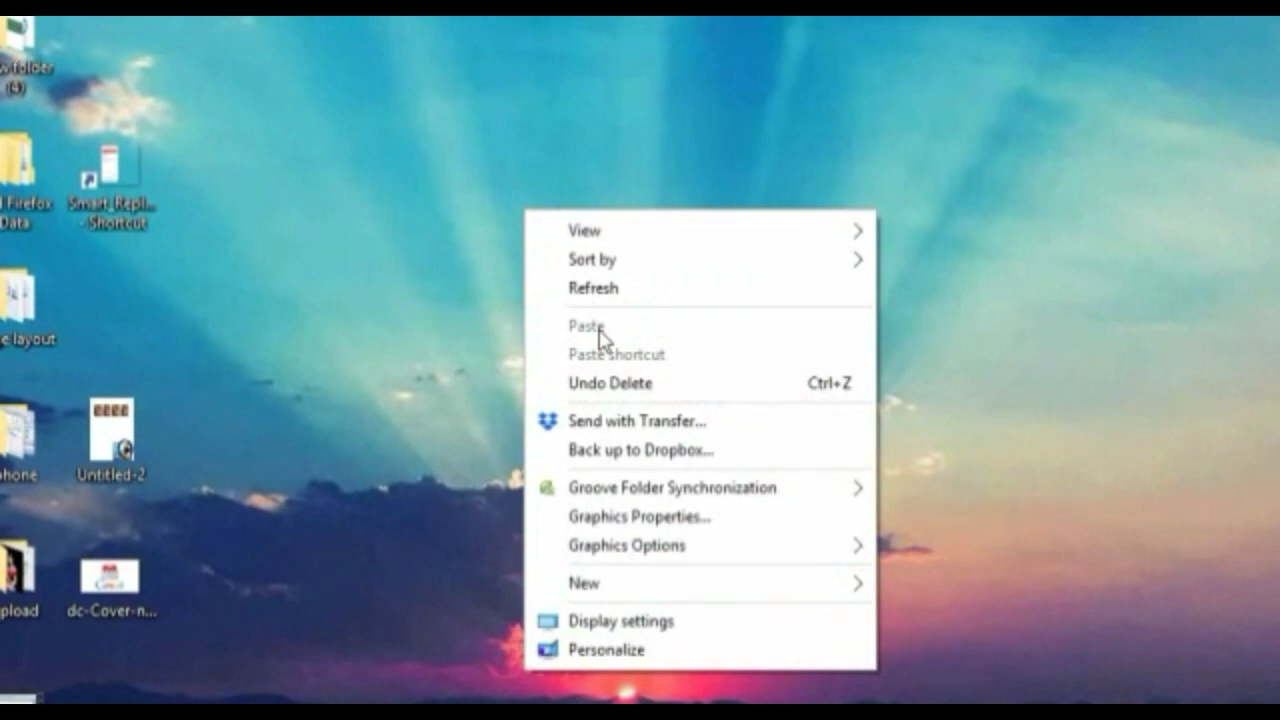 (4)
Firefox
Data
Smart_Repl...
- Shortcut
e layout
phone
Untitled-2
pload
dc-Cover-n...
View
Sort by
Refresh
Paste
Paste shortcut
Undo Delete Ctrl+Z
Send with Transfer...
Back up to Dropbox...
Groove Folder Synchronization
Graphics Properties...
Graphics Options
New
Display settings
Personalize